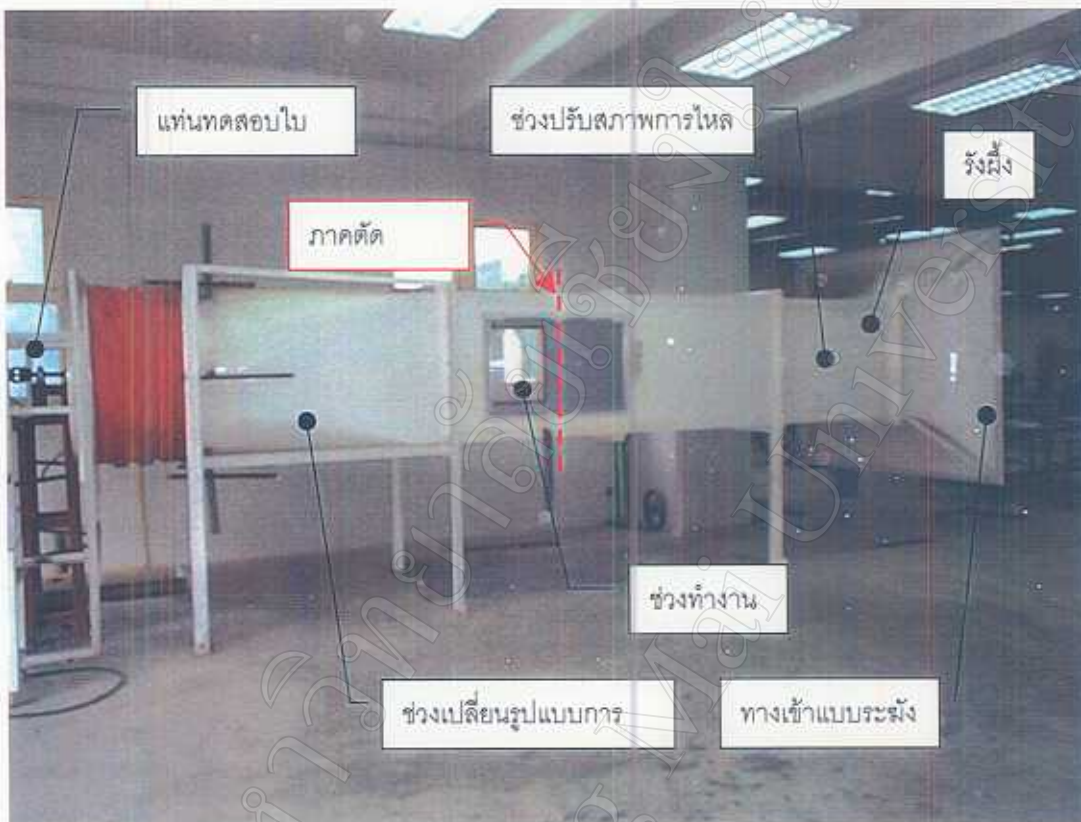 แท่นทดสอบใบ
ช่วงปรับสภาพการไหล
รังผึ้ง
ภาคตัด
ช่วงทำงาน
ช่วงเปลี่ยนรูปแบบการ
ทางเข้าแบบระฆัง
Mai University